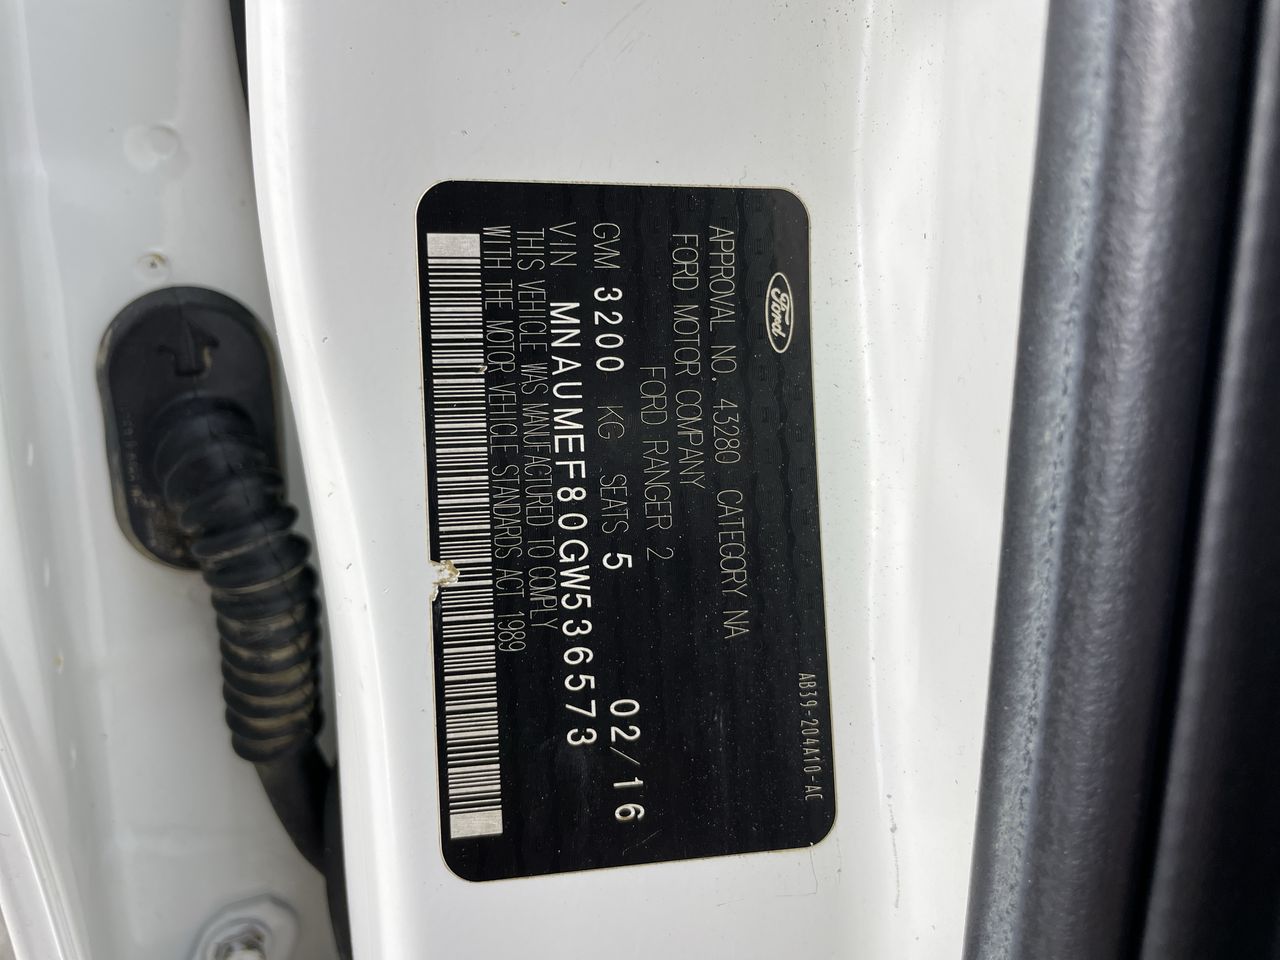 Ford
AB39-204A10-AC
APPROVAL NO. 43280 CATEGORY NA
FORD MOTOR COMPANY
FORD RANGER 2
GVM 3200 KG SEATS 5 02/16
VIN MNAUMEF80GW536573
THIS VEHICLE WAS MANUFACTURED TO COMPLY
WITH THE MOTOR VEHICLE STANDARDS ACT 1989